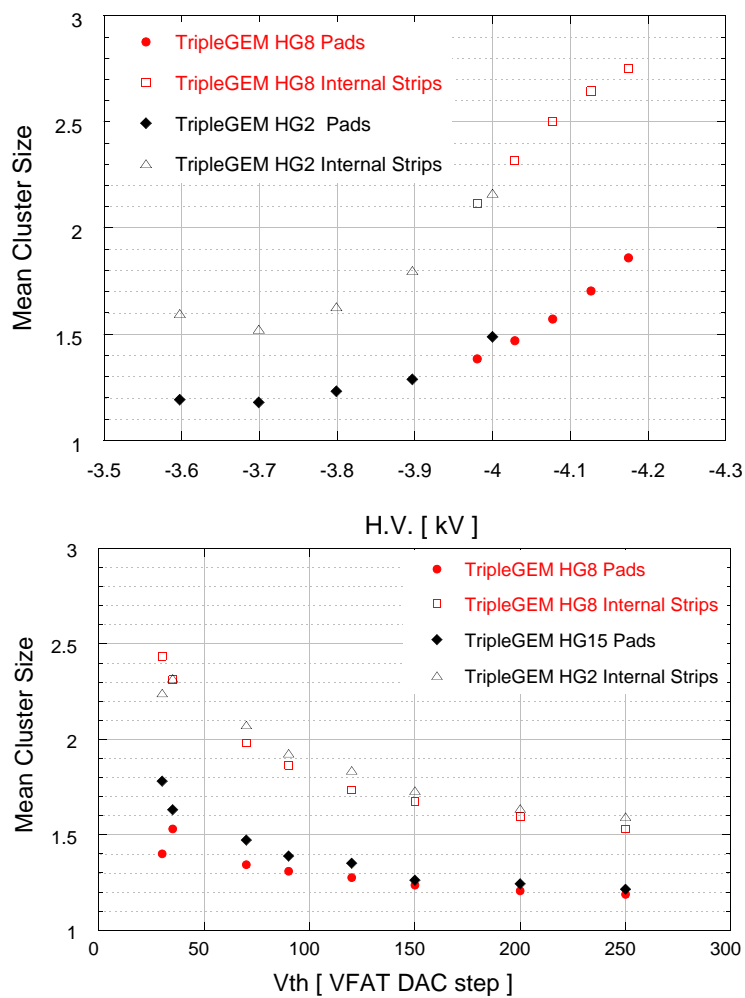 3
TripleGEM HG8 Pads
TripleGEM HG8 Internal Strips
2.5
TripleGEM HG2  Pads
TripleGEM HG2 Internal Strips
2
Mean Cluster Size
1.5
1
-3.5 -3.6 -3.7 -3.8 -3.9 -4 -4.1 -4.2 -4.3
H.V. [ kV ]
3
TripleGEM HG8 Pads
TripleGEM HG8 Internal Strips
2.5
TripleGEM HG15 Pads
TripleGEM HG2 Internal Strips
2
Mean Cluster Size
1.5
1
0 50 100 150 200 250 300
Vth [ VFAT DAC step ]